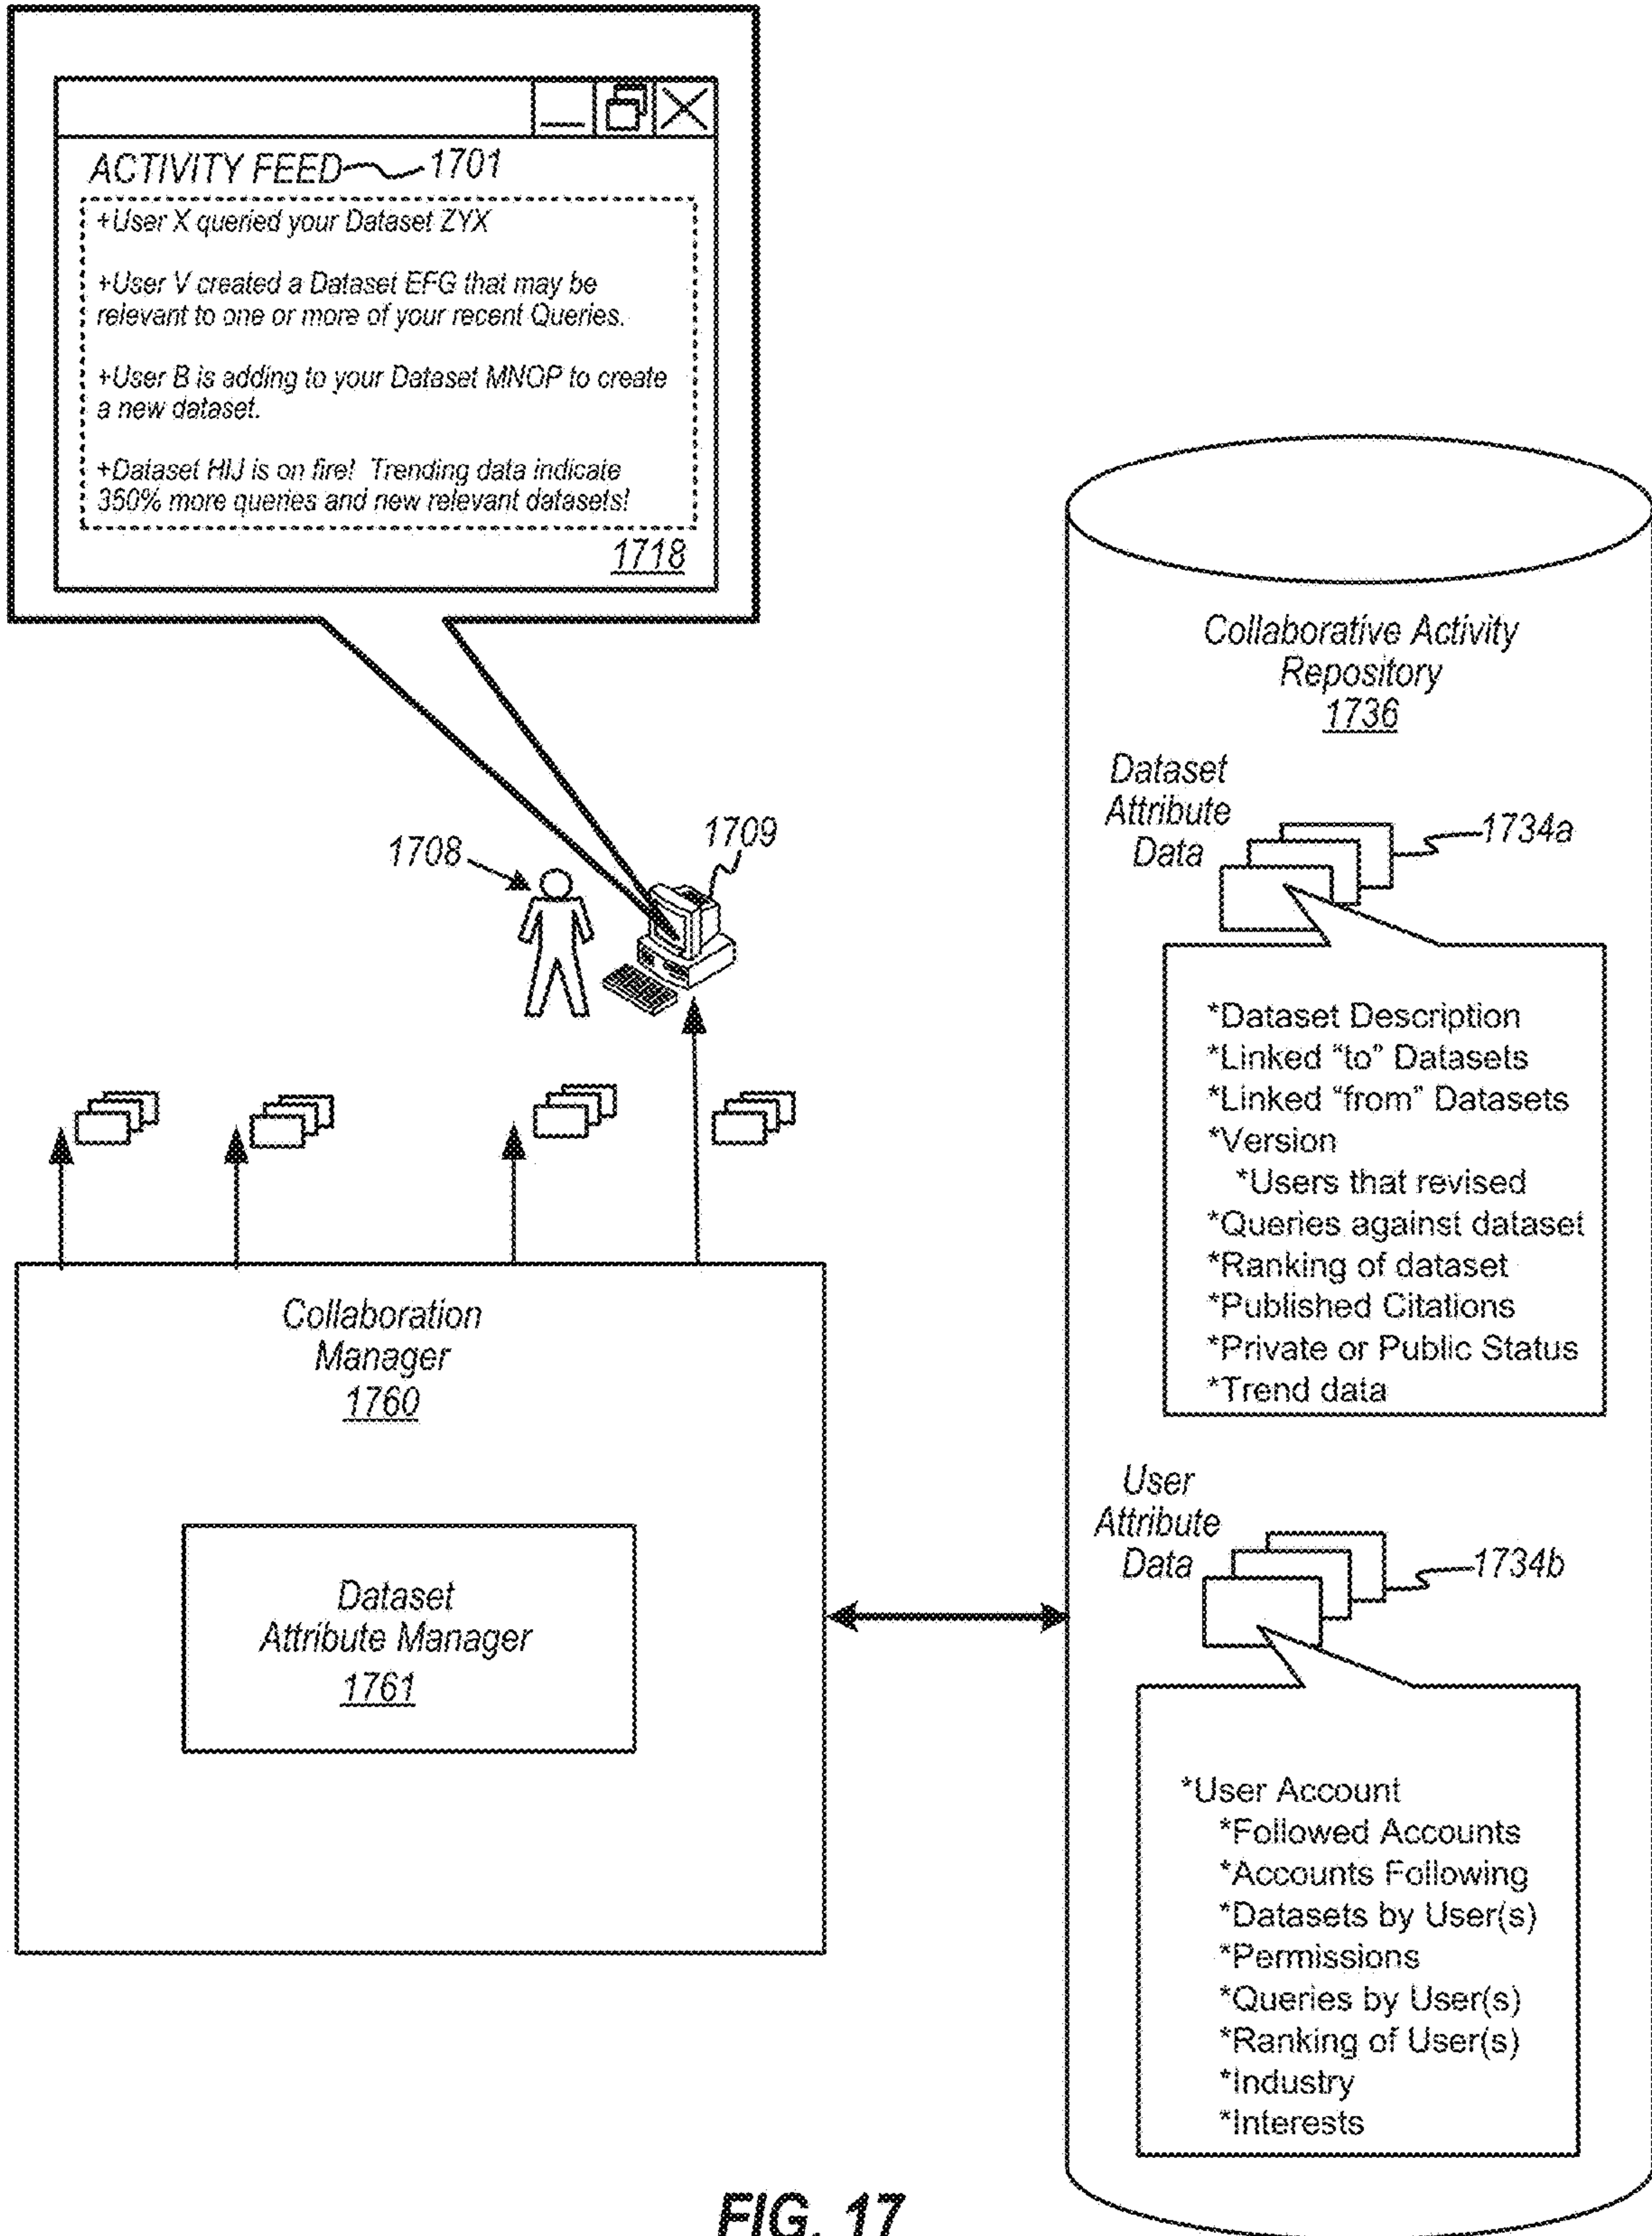 ACTIVITY FEED 1701
+User X queried your Dataset ZYX
+User V created a Dataset EFG that may be
relevant to one or more of your recent Queries.
+User B is adding to your Dataset MNOP to create
a new dataset.
+Dataset HIJ is on fire! Trending data indicate
350% more queries and new relevant datasets!
1718
1708
1709
Collaboration
Manager
1760
Dataset
Attribute Manager
1761
Collaborative Activity
Repository
1736
Dataset
Attribute
Data
1734a
*Dataset Description
*Linked “to” Datasets
*Linked “from” Datasets
*Version
*Users that revised
*Queries against dataset
*Ranking of dataset
*Published Citations
*Private or Public Status
*Trend data
User
Attribute
Data
1734b
*User Account
*Followed Accounts
*Accounts Following
*Datasets by User(s)
*Permissions
*Queries by User(s)
*Ranking of User(s)
*Industry
*Interests
FIG. 17